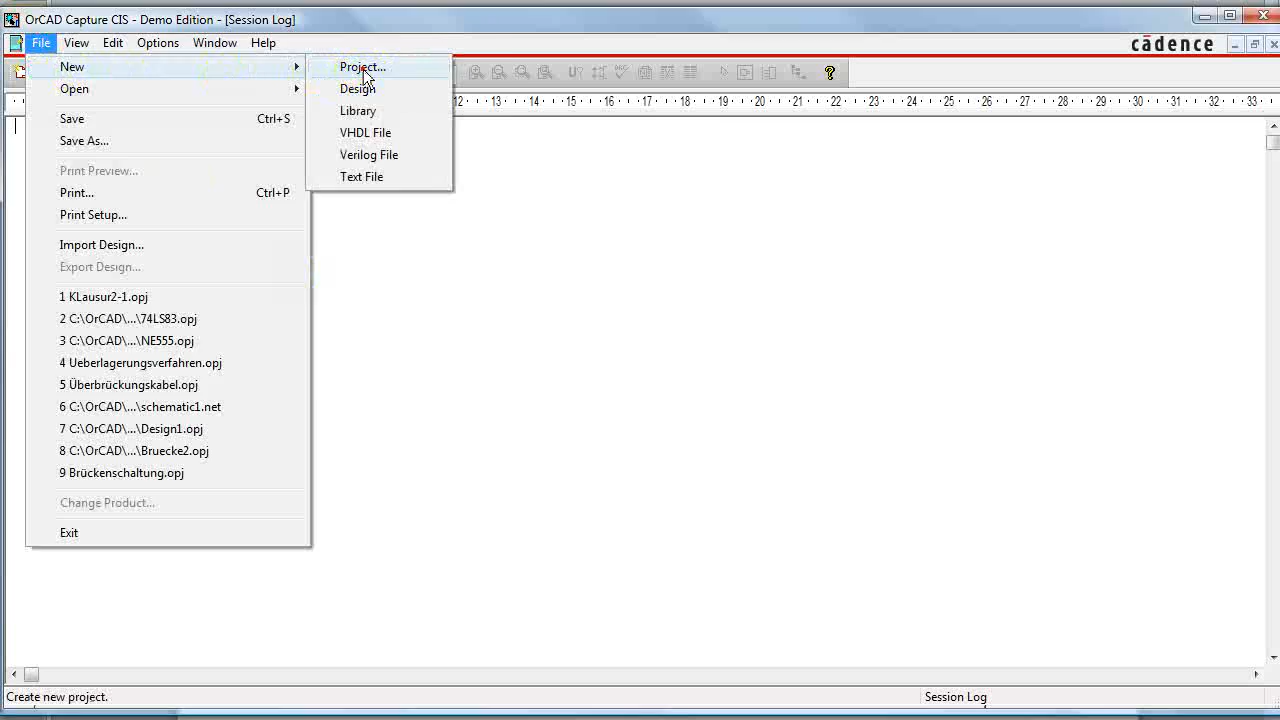 OrCAD Capture CIS - Demo Edition - [Session Log]
File View Edit Options Window Help
cādence
New
Open
Save Ctrl+S
Save As...
Print Preview...
Print... Ctrl+P
Print Setup...
Import Design...
Export Design...
1 KLausur2-1.opj
2 C:\OrCAD\...\74LS83.opj
3 C:\OrCAD\...\NE555.opj
4 Ueberlagerungsverfahren.opj
5 Überbrückungskabel.opj
6 C:\OrCAD\...\schematic1.net
7 C:\OrCAD\...\Design1.opj
8 C:\OrCAD\...\Bruecke2.opj
9 Brückenschaltung.opj
Change Product...
Exit
Project...
Design
Library
VHDL File
Verilog File
Text File
12 13 14 15 16 17 18 19 20 21 22 23 24 25 26 27 28 29 30 31 32 33
Create new project.
Session Log